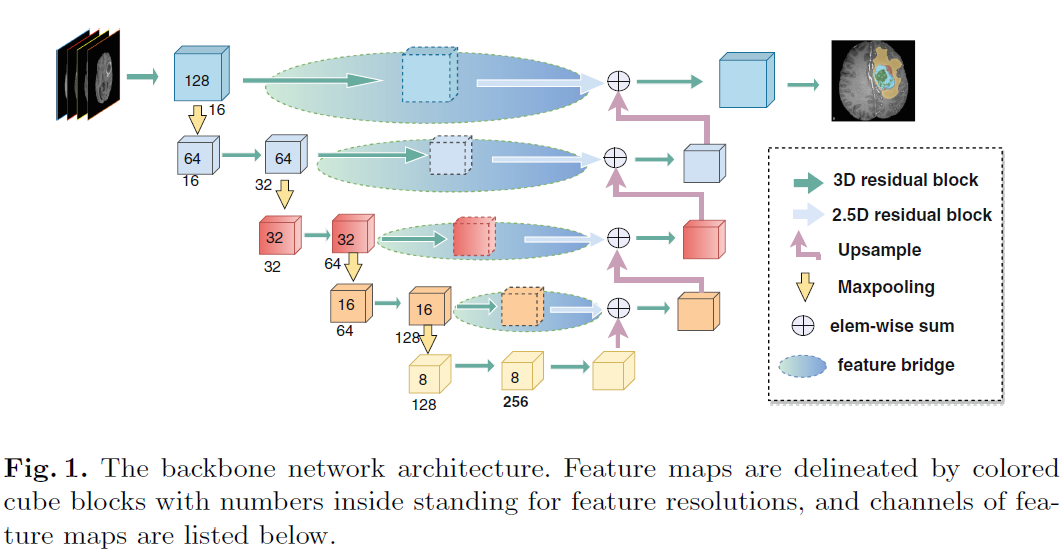 128
16
64
16
64
32
32
32
32
64
16
64
16
128
8
128
8
256
3D residual block
2.5D residual block
Upsample
Maxpooling
elem-wise sum
feature bridge
Fig. 1. The backbone network architecture. Feature maps are delineated by colored
cube blocks with numbers inside standing for feature resolutions, and channels of fea-
ture maps are listed below.